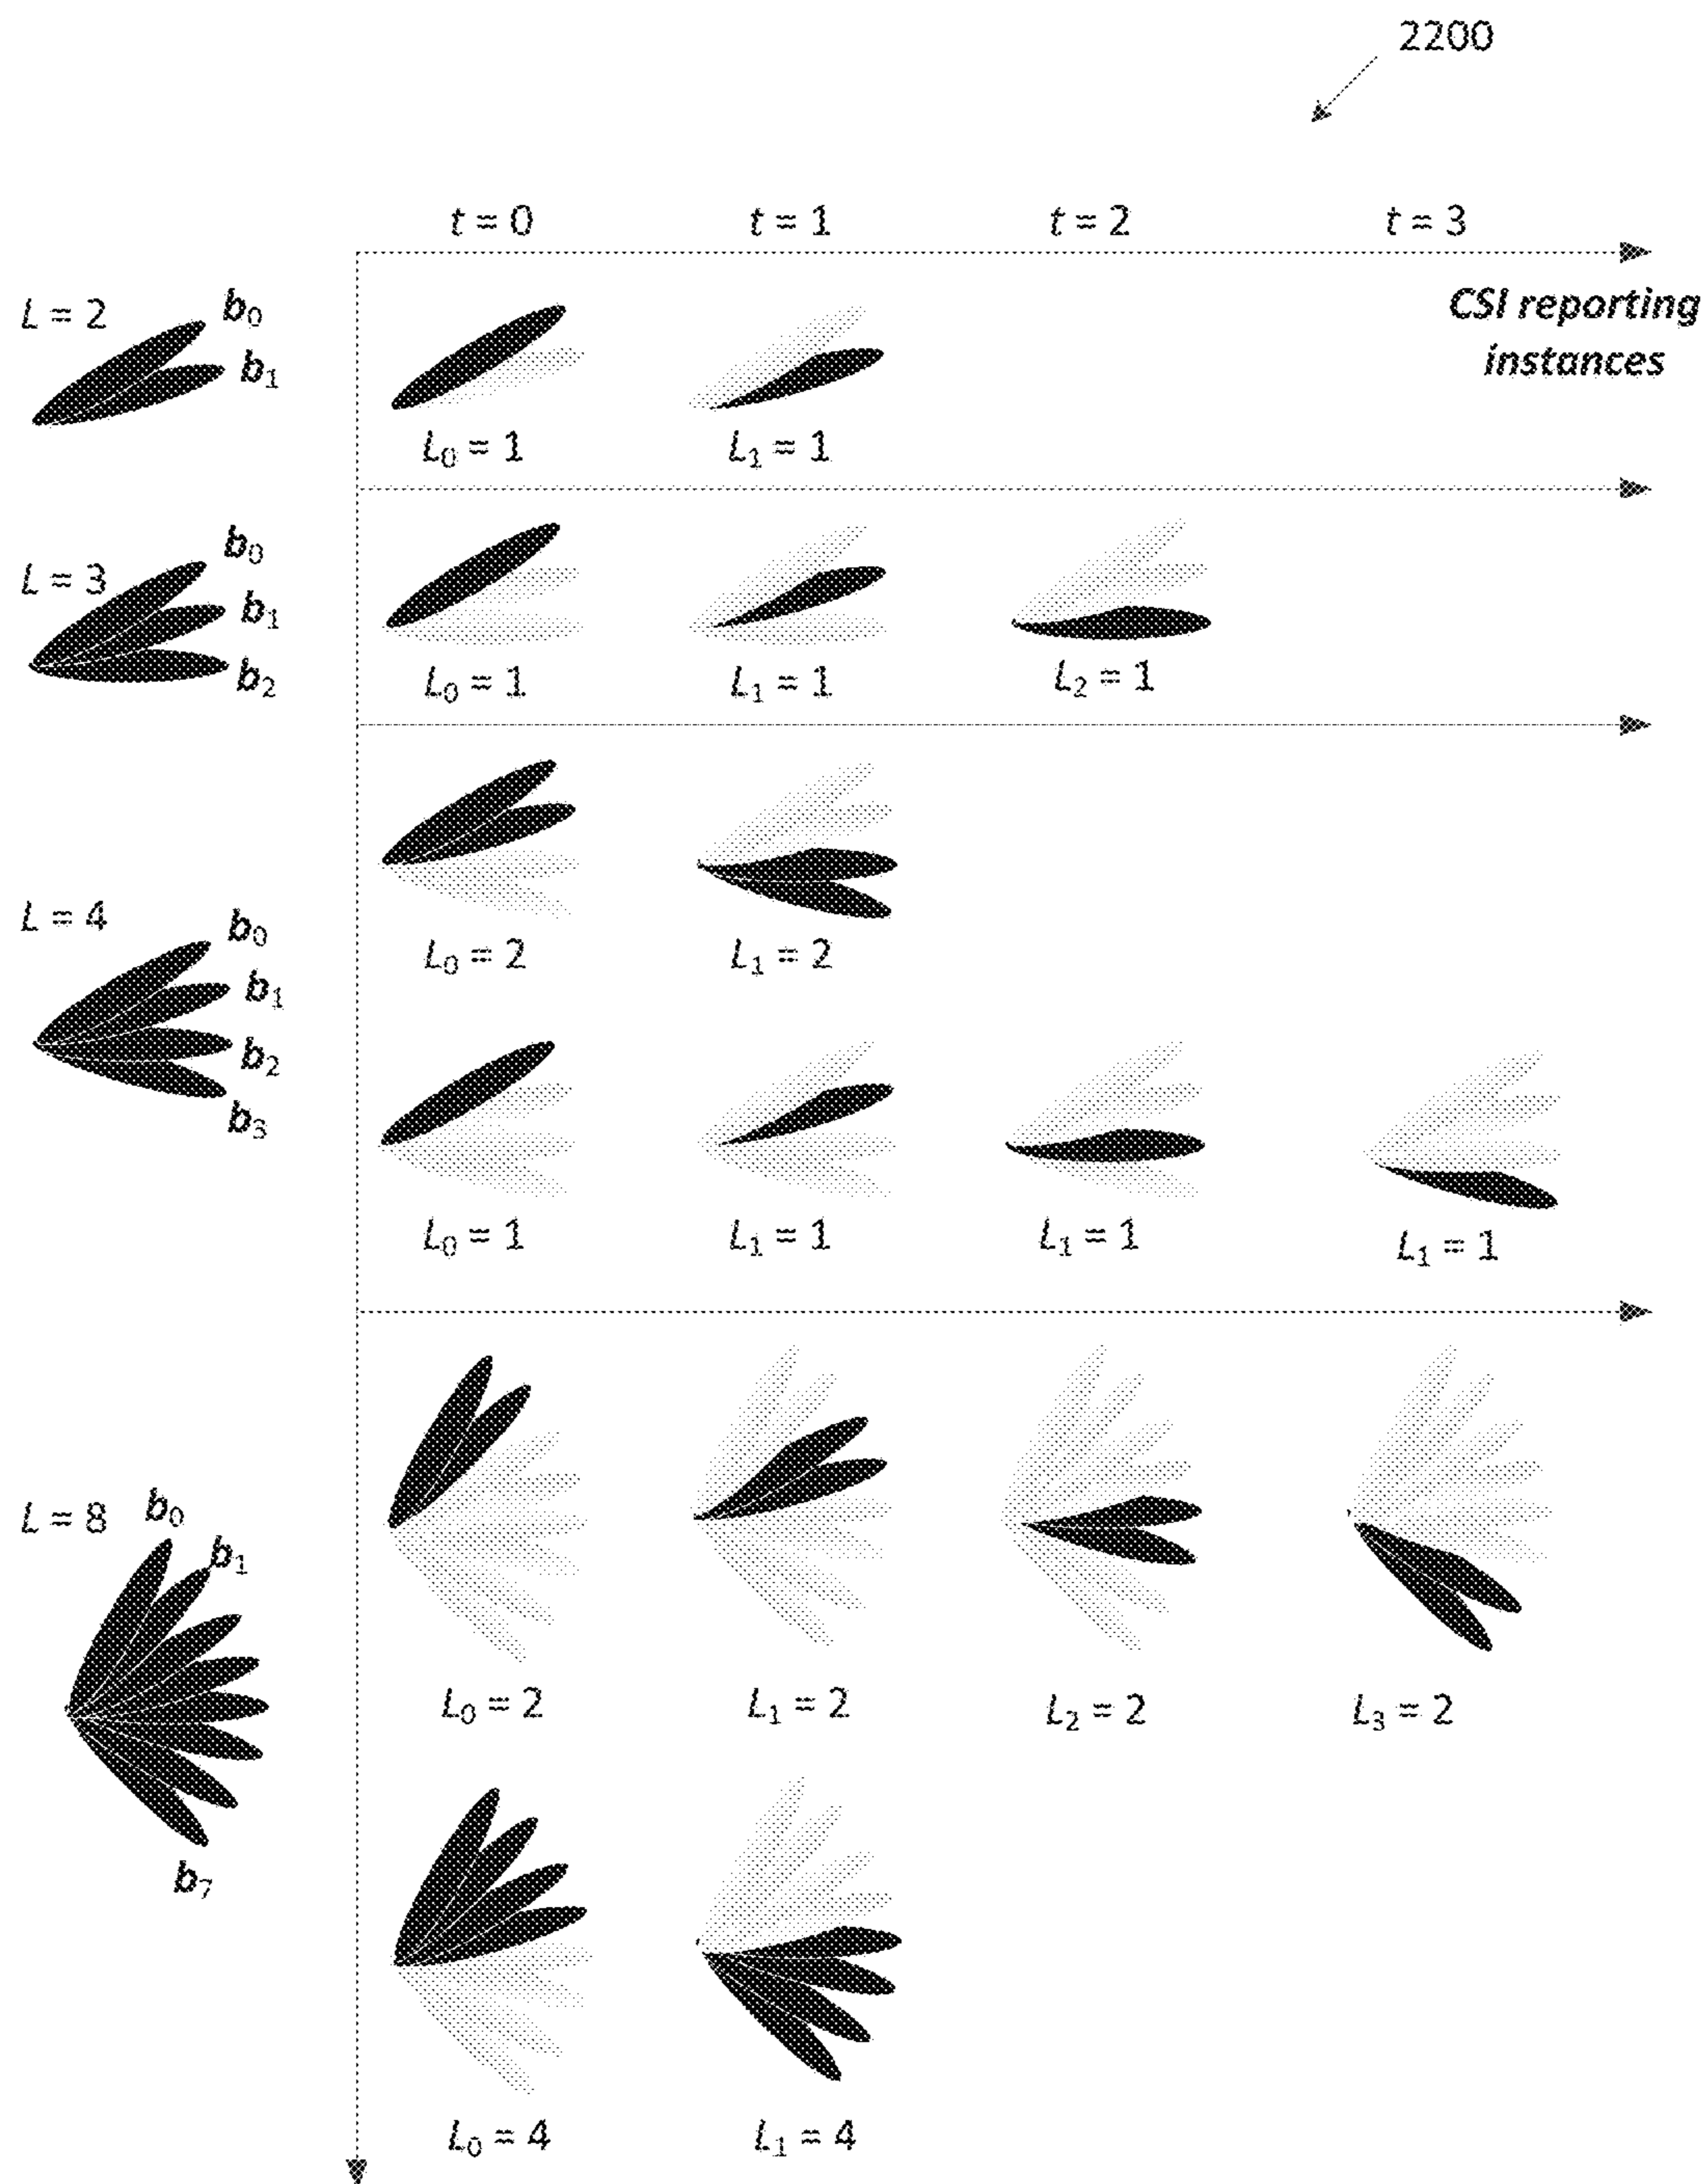 2200
t = 0 t = 1 t = 2 t = 3
CSI reporting
instances
L = 2 b₀
b₁
L₀ = 1 L₁ = 1
L = 3 b₀
b₁
b₂
L₀ = 1 L₁ = 1 L₂ = 1
L₀ = 2 L₁ = 2
L = 4 b₀
b₁
b₂
b₃
L₀ = 1 L₁ = 1 L₁ = 1 L₁ = 1
L = 8 b₀
b₁
b₇
L₀ = 2 L₁ = 2 L₂ = 2 L₃ = 2
L₀ = 4 L₁ = 4